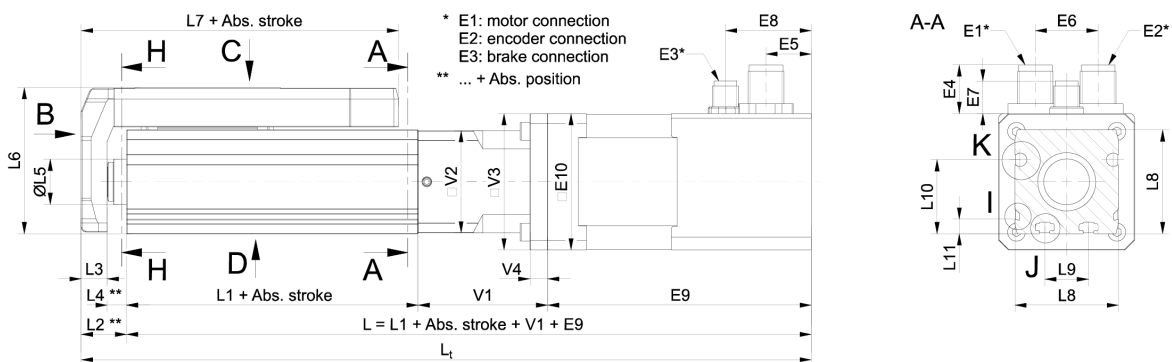 L7 + Abs. stroke
H
C
A
B
L6
ØL5
H
D
A
L3
L4 **
L1 + Abs. stroke
V1
L2 **
L = L1 + Abs. stroke + V1 + E9
Lt
* E1: motor connection
E2: encoder connection
E3: brake connection
** ... + Abs. position
E8
E5
E3*
□ V2
□ V3
□ E10
V4
E9
A-A
E1*
E6
E2*
E4
E7
K
L10
I
L11
J
L9
L8
L8